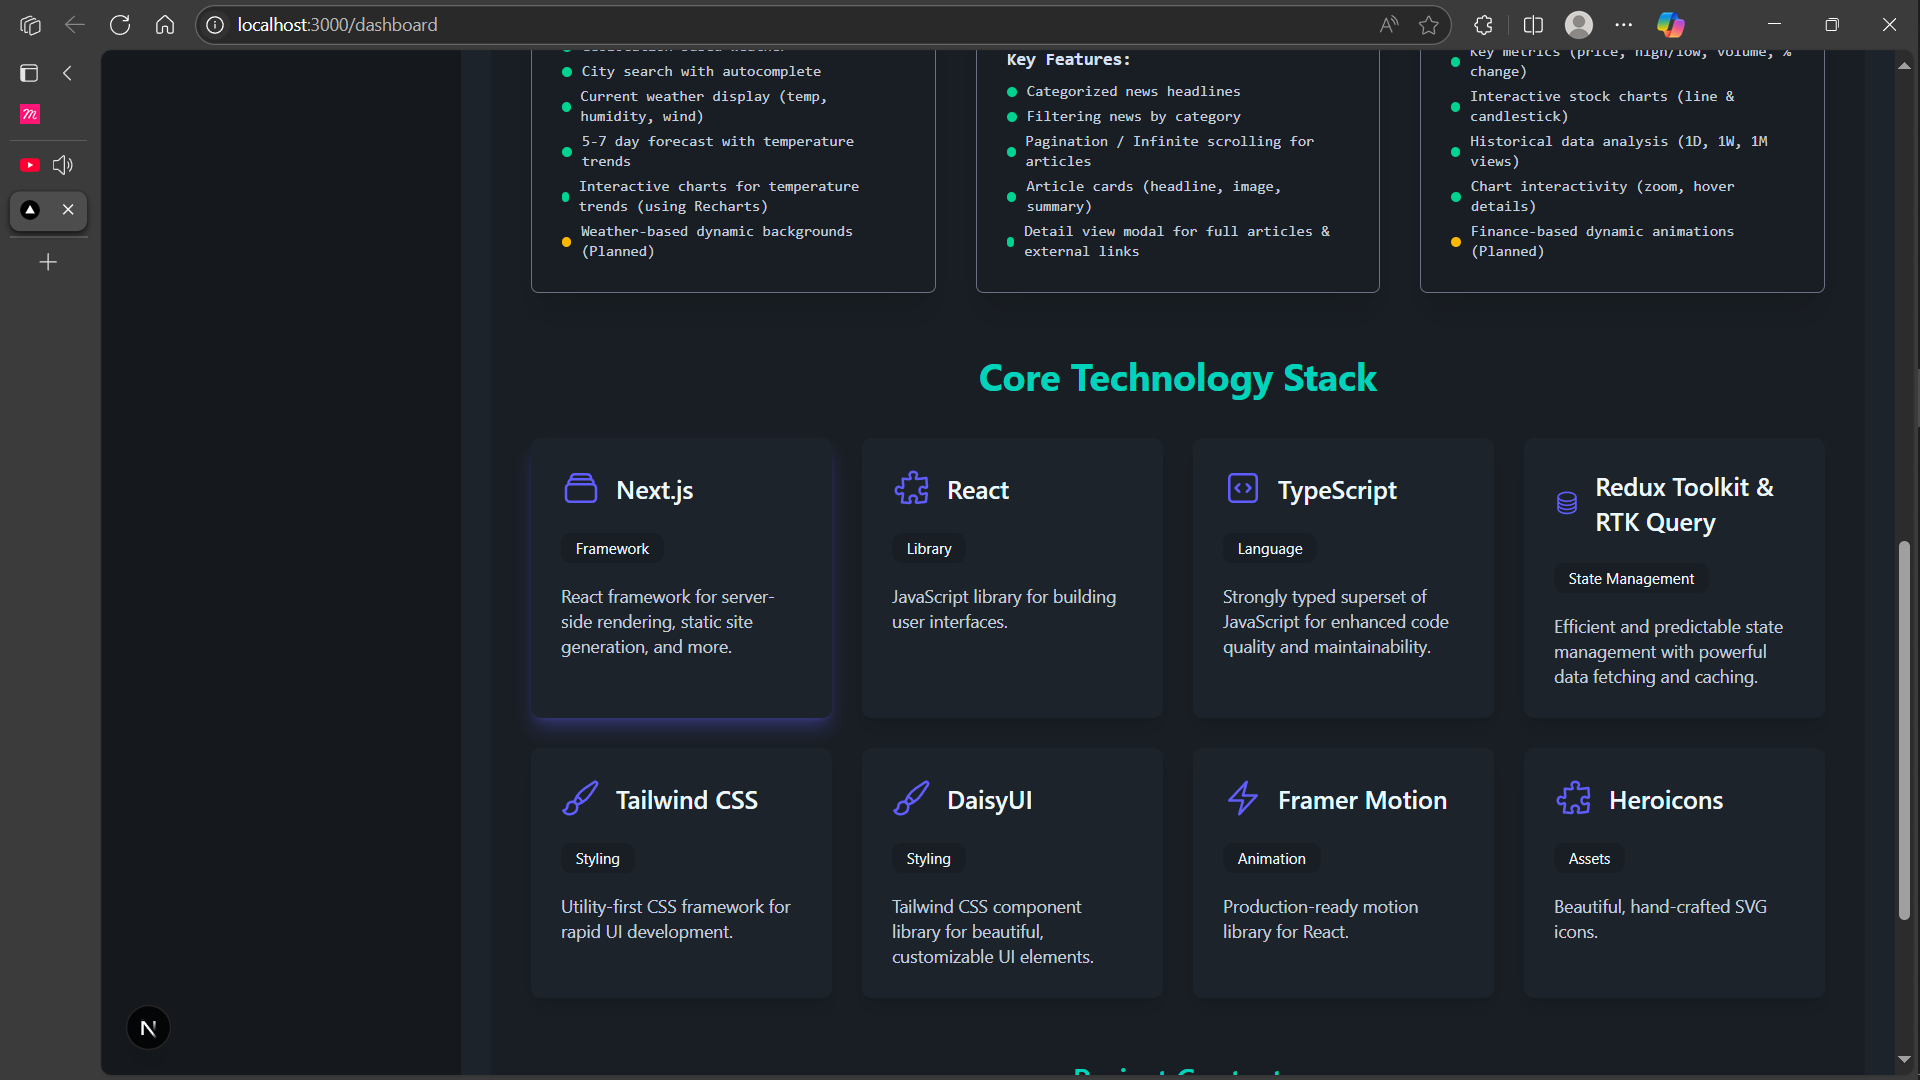 localhost:3000/dashboard
City search with autocomplete
Current weather display (temp,
humidity, wind)
5-7 day forecast with temperature
trends
Interactive charts for temperature
trends (using Recharts)
Weather-based dynamic backgrounds
(Planned)
Key Features:
Categorized news headlines
Filtering news by category
Pagination / Infinite scrolling for
articles
Article cards (headline, image,
summary)
Detail view modal for full articles &
external links
Key metrics (price, high/low, volume, %
change)
Interactive stock charts (line &
candlestick)
Historical data analysis (1D, 1W, 1M
views)
Chart interactivity (zoom, hover
details)
Finance-based dynamic animations
(Planned)
Core Technology Stack
Next.js
Framework
React framework for server-
side rendering, static site
generation, and more.
React
Library
JavaScript library for building
user interfaces.
TypeScript
Language
Strongly typed superset of
JavaScript for enhanced code
quality and maintainability.
Redux Toolkit &
RTK Query
State Management
Efficient and predictable state
management with powerful
data fetching and caching.
Tailwind CSS
Styling
Utility-first CSS framework for
rapid UI development.
DaisyUI
Styling
Tailwind CSS component
library for beautiful,
customizable UI elements.
Framer Motion
Animation
Production-ready motion
library for React.
Heroicons
Assets
Beautiful, hand-crafted SVG
icons.
N